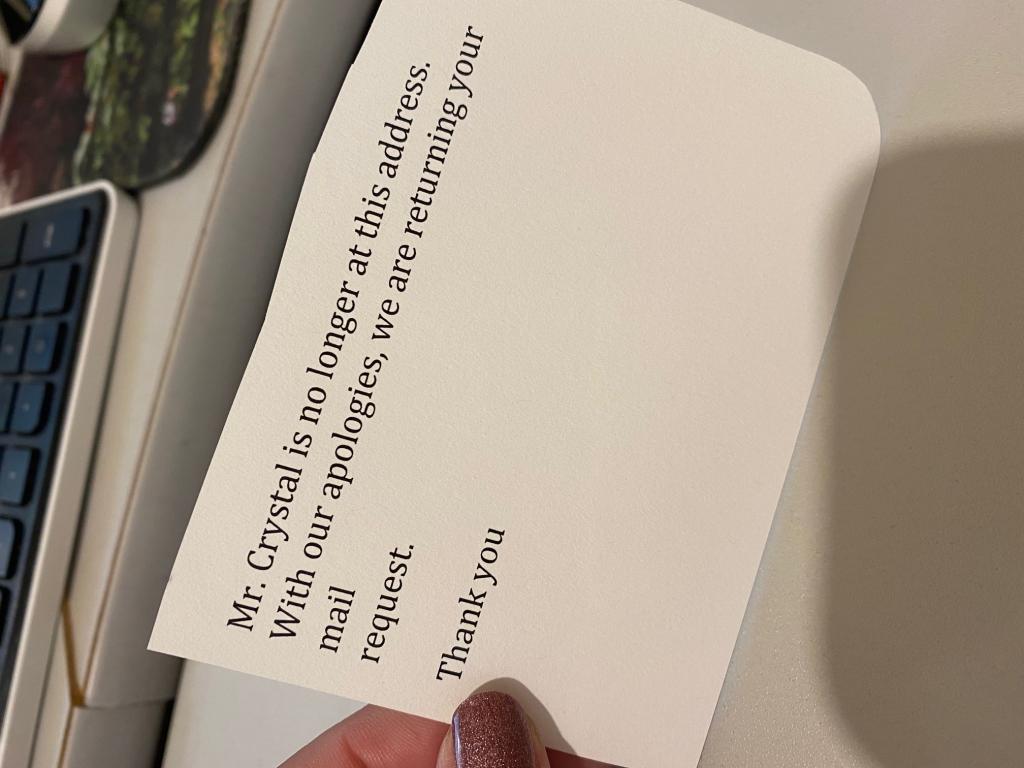 Mr. Crystal is no longer at this address.
With our apologies, we are returning your
mail
request.
Thank you